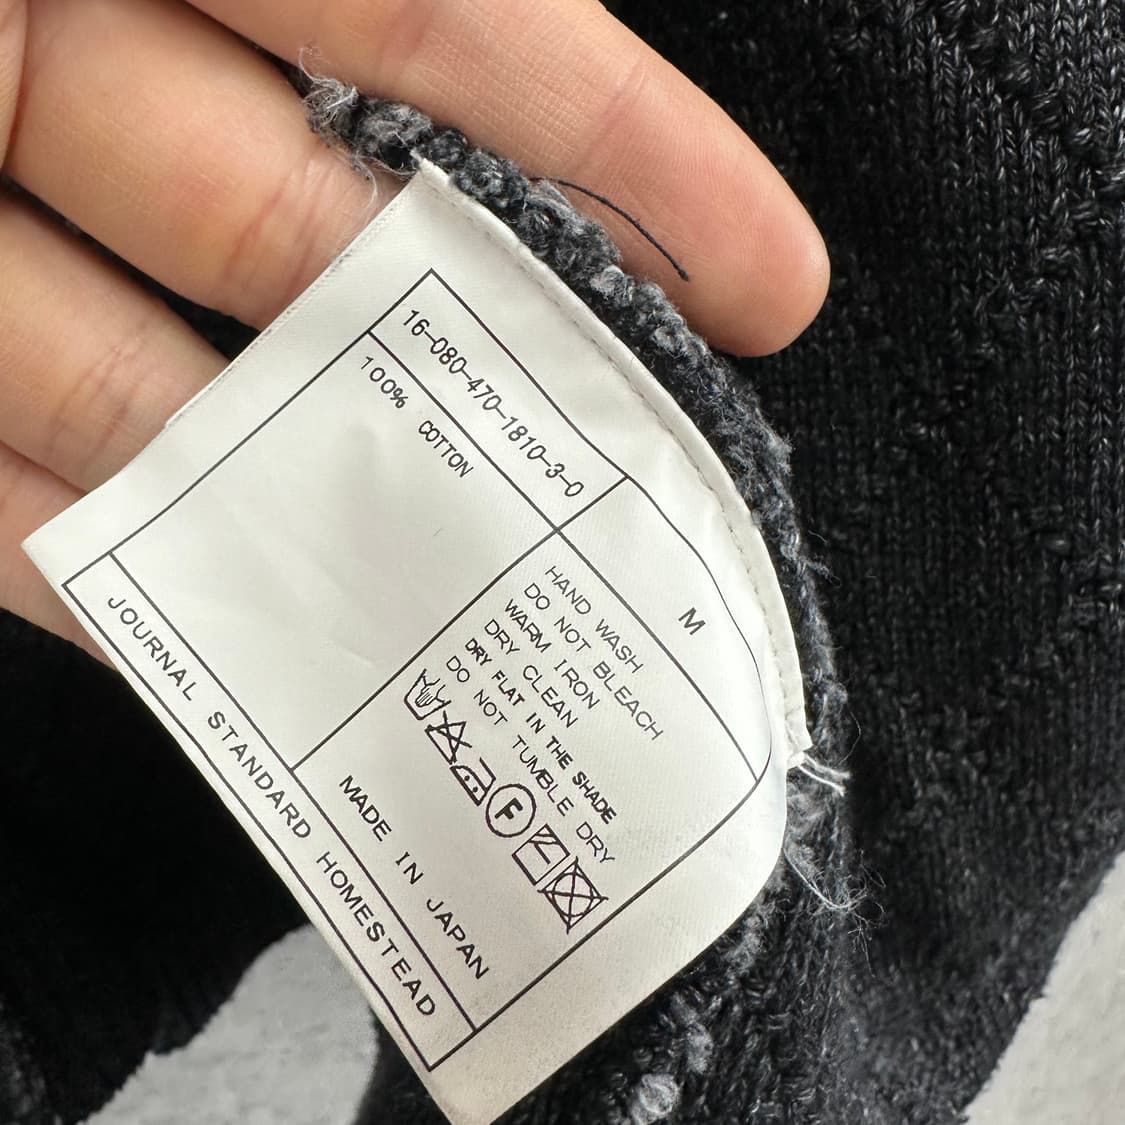 16-080-470-1810-3-0
100% COTTON
M
HAND WASH
DO NOT BLEACH
WARM IRON
DRY CLEAN
DRY FLAT IN THE SHADE
DO NOT TUMBLE DRY
F
MADE IN JAPAN
JOURNAL STANDARD HOMESTEAD